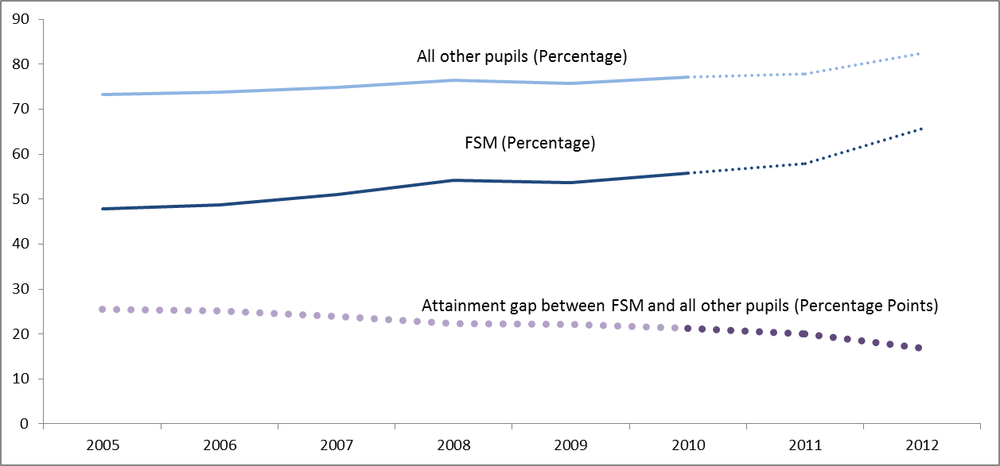 90
80
All other pupils (Percentage)
70
60
FSM (Percentage)
50
40
30
Attainment gap between FSM and all other pupils (Percentage Points)
20
10
0
2005 2006 2007 2008 2009 2010 2011 2012